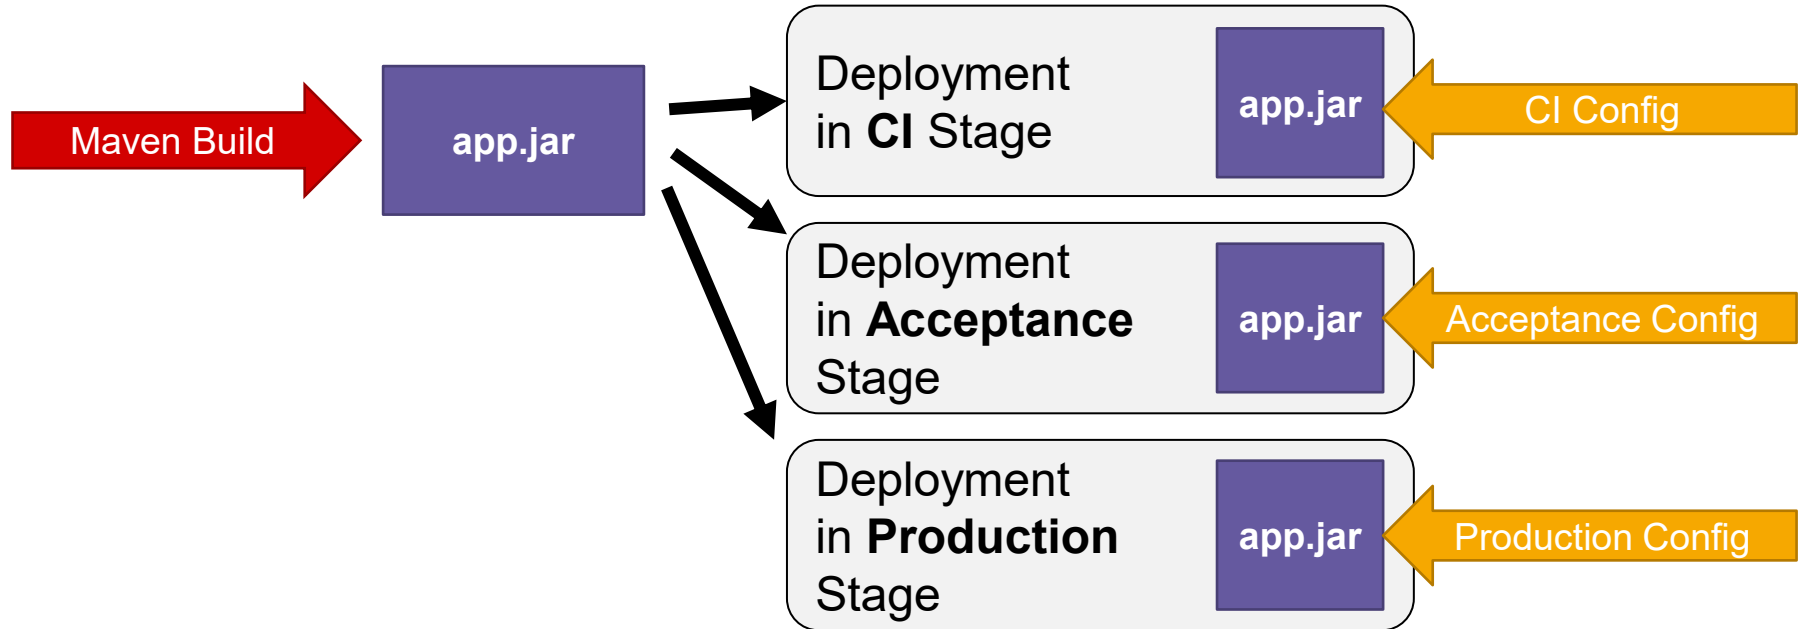 Maven Build
app.jar
Deployment
in CI Stage
app.jar
CI Config
Deployment
in Acceptance
Stage
app.jar
Acceptance Config
Deployment
in Production
Stage
app.jar
Production Config